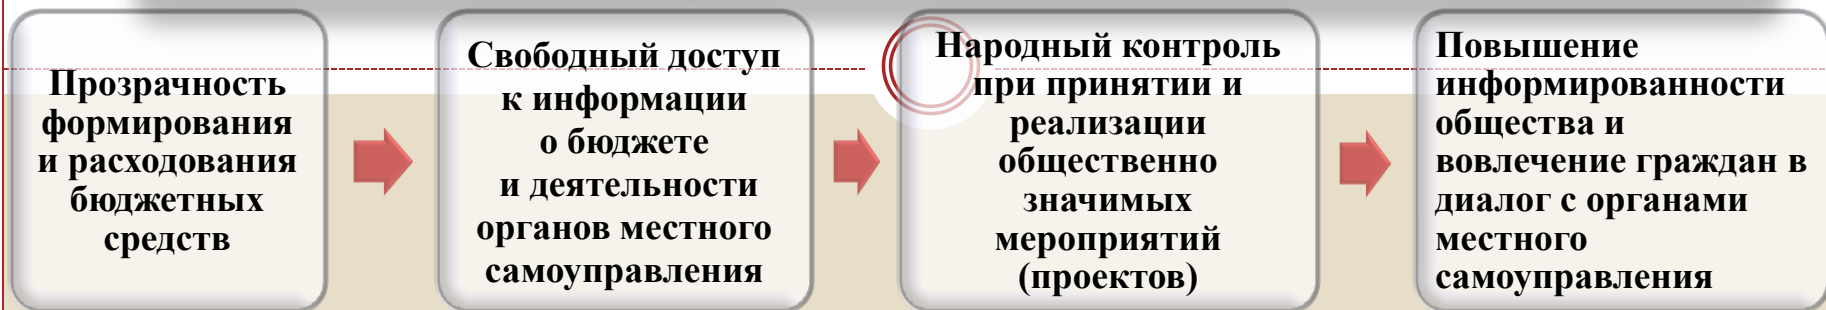 Прозрачность
формирования
и расходования
бюджетных
средств
Свободный доступ
к информации
о бюджете
и деятельности
органов местного
самоуправления
Народный контроль
при принятии и
реализации
общественно
значимых
мероприятий
(проектов)
Повышение
информированности
общества и
вовлечение граждан в
диалог с органами
местного
самоуправления